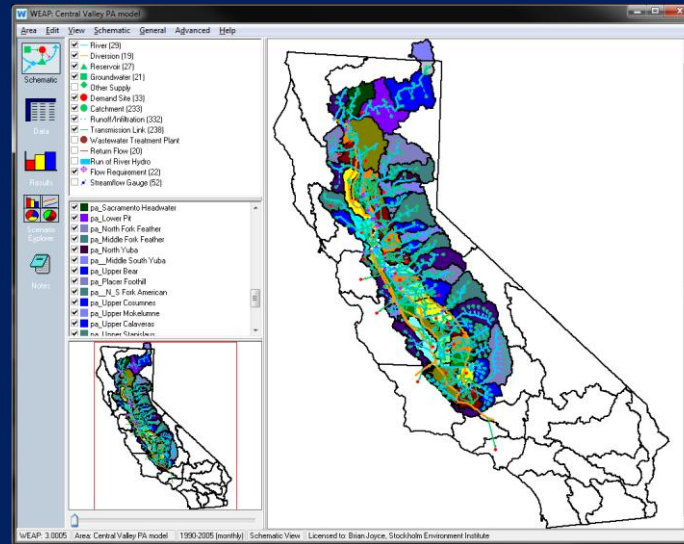 WEAP: Central Valley PA model
Area Edit View Schematic General Advanced Help
Schematic
Data
Results
Scenario
Explorer
Notes
River (29)
Diversion (19)
Reservoir (27)
Groundwater (21)
Other Supply
Demand Site (33)
Catchment (233)
Runoff/Infiltration (332)
Transmission Link (238)
Wastewater Treatment Plant
Return Flow (20)
Run of River Hydro
Flow Requirement (22)
Streamflow Gauge (52)
pa_Sacramento Headwater
pa_Lower Pit
pa_North Fork Feather
pa_Middle Fork Feather
pa_North Yuba
pa__Middle South Yuba
pa_Upper Bear
pa_Placer Foothill
pa__N_S Fork American
pa_Upper Cosumnes
pa_Upper Mokelumne
pa_Upper Calaveras
pa_Upper Stanislaus
WEAP: 3.0005 Area: Central Valley PA model 1990-2005 (monthly) Schematic View Licensed to: Brian Joyce, Stockholm Environment Institute